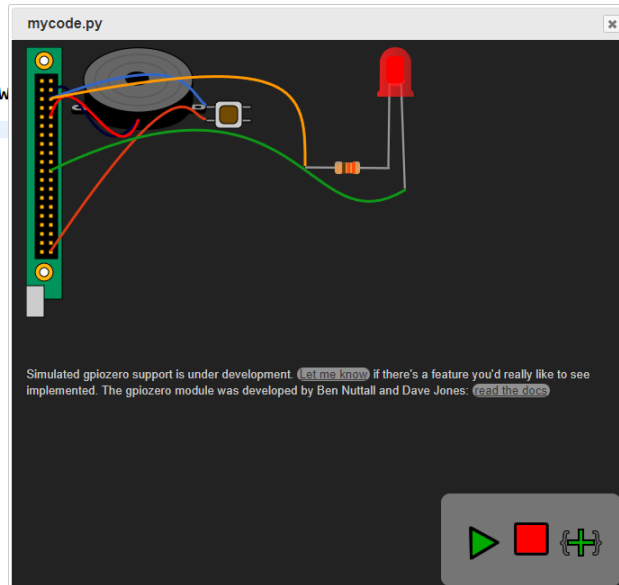 mycode.py
w
Simulated gpiozero support is under development. Let me know if there's a feature you'd really like to see
implemented. The gpiozero module was developed by Ben Nuttall and Dave Jones: read the docs